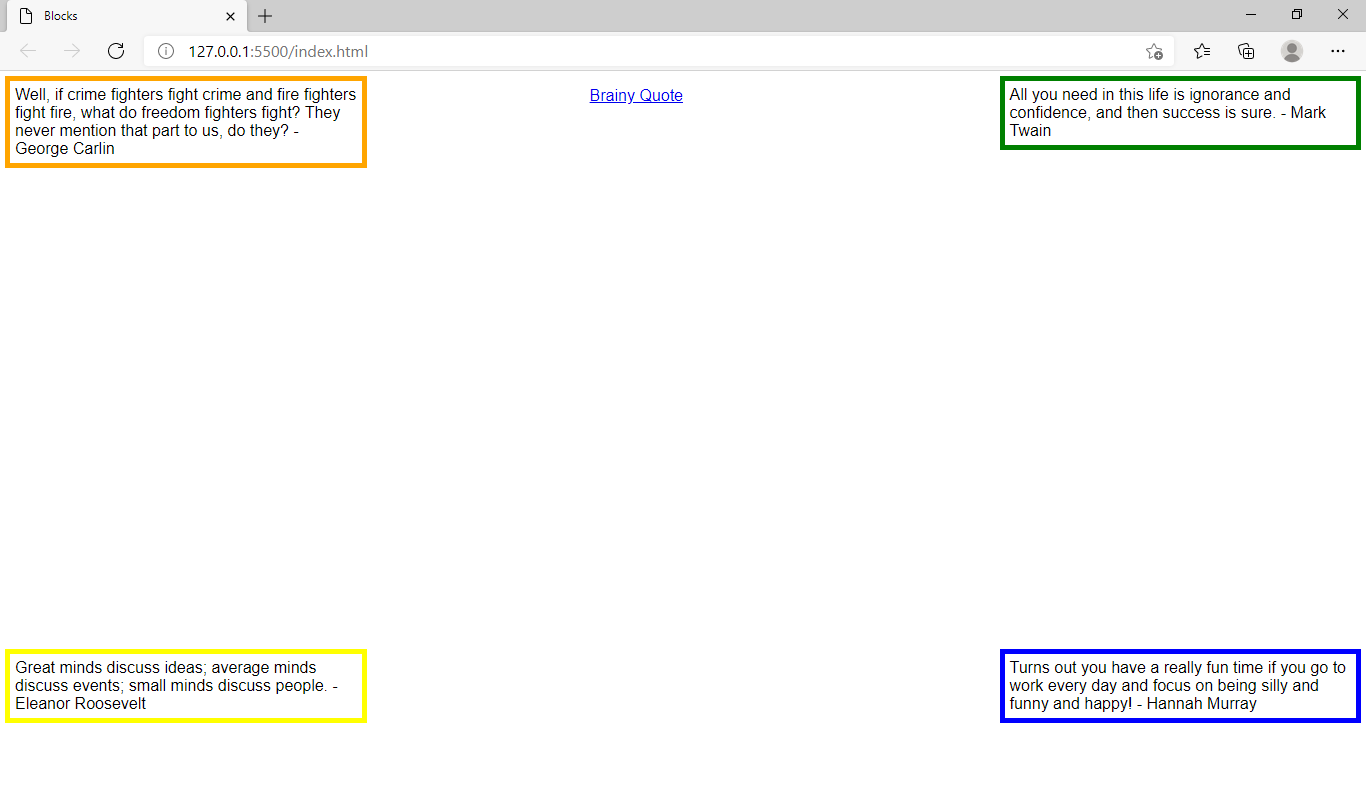 Blocks
127.0.0.1:5500/index.html
Well, if crime fighters fight crime and fire fighters
fight fire, what do freedom fighters fight? They
never mention that part to us, do they? -
George Carlin
Brainy Quote
All you need in this life is ignorance and
confidence, and then success is sure. - Mark
Twain
Great minds discuss ideas; average minds
discuss events; small minds discuss people. -
Eleanor Roosevelt
Turns out you have a really fun time if you go to
work every day and focus on being silly and
funny and happy! - Hannah Murray